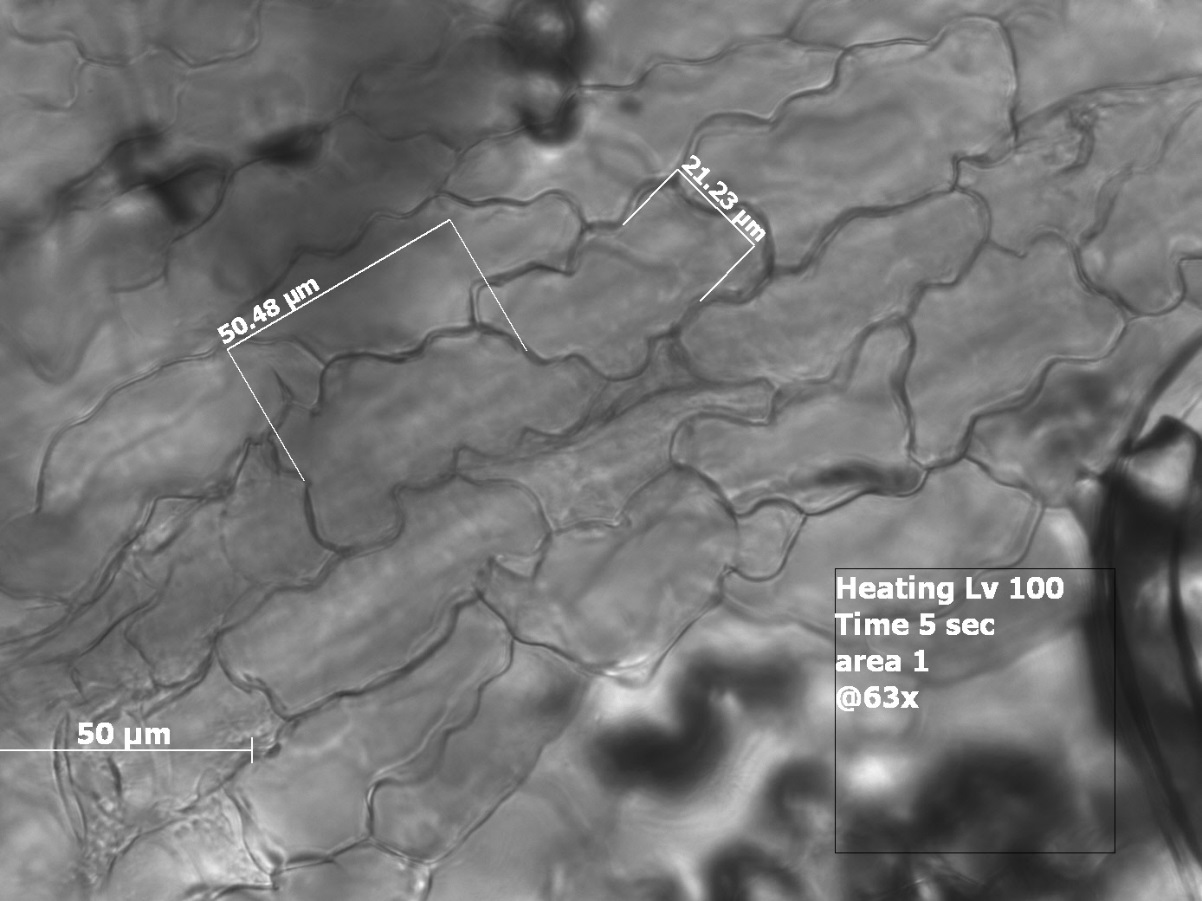 21.23 µm
50.48 µm
Heating Lv 100
Time 5 sec
area 1
@63x
50 µm